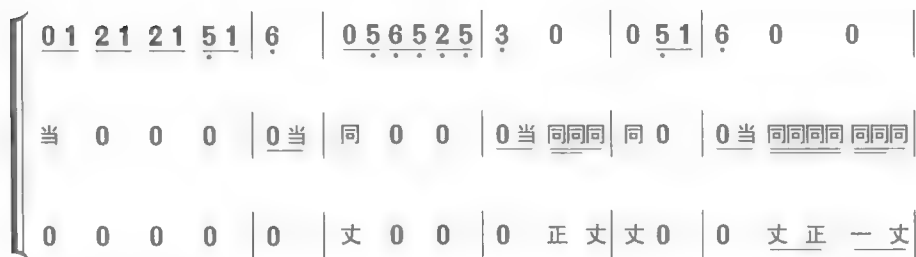 0 1 2 1 2 1 5 1 | 6 | 0 5 6 5 2 5 | 3 0 | 0 5 1 | 6 0 0 |
当 0 0 0 | 0 当 | 同 0 0 | 0 当 同同同 | 同 0 | 0 当 同同同同 同同同 |
0 0 0 0 | 0 | 丈 0 0 | 0 正 丈 | 丈 0 | 0 丈 正 一 丈 |